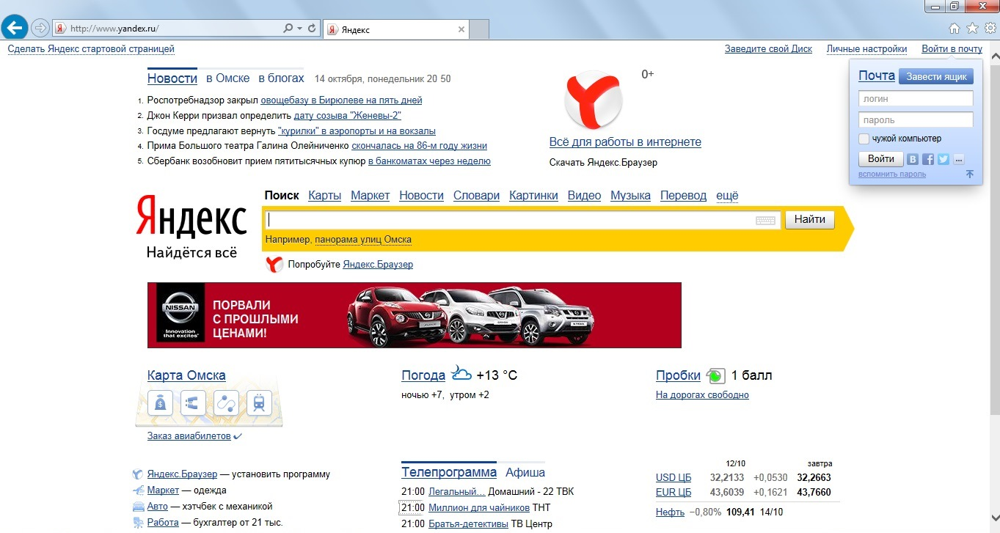 http://www.yandex.ru/
Яндекс
Сделать Яндекс стартовой страницей
Заведите свой Диск Личные настройки Войти в почту
Новости в Омске в блогах 14 октября, понедельник 20 50
1. Роспотребнадзор закрыл овощебазу в Бирюлеве на пять дней
2. Джон Керри призвал определить дату созыва "Женевы-2"
3. Госдуме предлагают вернуть "курилки" в аэропорты и на вокзалы
4. Прима Большого театра Галина Олейниченко скончалась на 86-м году жизни
5. Сбербанк возобновит прием пятитысячных купюр в банкоматах через неделю
0+
Всё для работы в интернете
Скачать Яндекс.Браузер
Почта Завести ящик
логин
пароль
чужой компьютер
Войти
вспомнить пароль
Поиск Карты Маркет Новости Словари Картинки Видео Музыка Перевод ещё
Яндекс
Найдётся всё
Найти
Например, панорама улиц Омска
Попробуйте Яндекс.Браузер
NISSAN
Innovation
that excites
ПОРВАЛИ
С ПРОШЛЫМИ
ЦЕНАМИ!
Карта Омска
Заказ авиабилетов
Погода +13 °C
ночью +7, утром +2
Пробки 1 балл
На дорогах свободно
Яндекс.Браузер — установить программу
Маркет — одежда
Авто — хэтчбек с механикой
Работа — бухгалтер от 21 тыс.
Телепрограмма Афиша
21:00 Легальный... Домашний - 22 ТВК
21:00 Миллион для чайников ТНТ
21:00 Братья-детективы ТВ Центр
12/10 завтра
USD ЦБ 32,2133 +0,0530 32,2663
EUR ЦБ 43,6039 +0,1621 43,7660
Нефть −0,80% 109,41 14/10